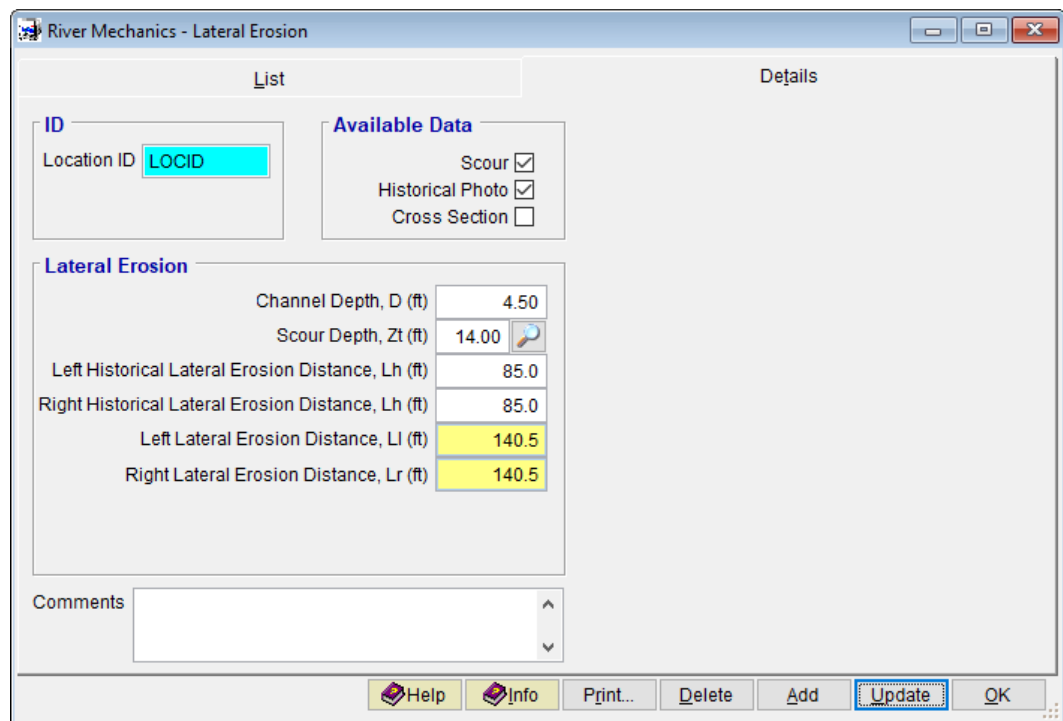 River Mechanics - Lateral Erosion
List
Details
ID
Location ID LOCID
Available Data
Scour
Historical Photo
Cross Section
Lateral Erosion
Channel Depth, D (ft) 4.50
Scour Depth, Zt (ft) 14.00
Left Historical Lateral Erosion Distance, Lh (ft) 85.0
Right Historical Lateral Erosion Distance, Lh (ft) 85.0
Left Lateral Erosion Distance, Ll (ft) 140.5
Right Lateral Erosion Distance, Lr (ft) 140.5
Comments
Help Info Print... Delete Add Update OK